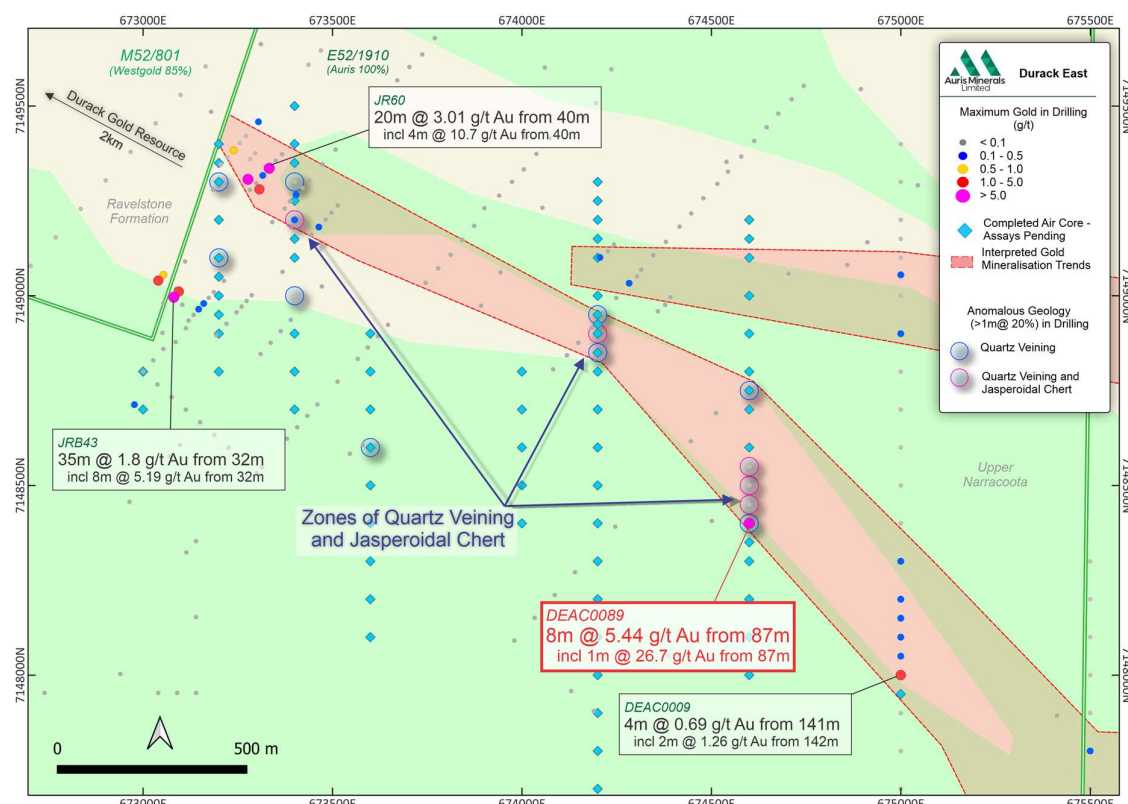 673000E
673500E
674000E
674500E
675000E
675500E
7149500N
7149000N
7148500N
7148000N
M52/801
(Westgold 85%)
E52/1910
(Auris 100%)
Durack Gold Resource
2km
Ravelstone
Formation
JR60
20m @ 3.01 g/t Au from 40m
incl 4m @ 10.7 g/t Au from 40m
JRB43
35m @ 1.8 g/t Au from 32m
incl 8m @ 5.19 g/t Au from 32m
Zones of Quartz Veining
and Jasperoidal Chert
DEAC0089
8m @ 5.44 g/t Au from 87m
incl 1m @ 26.7 g/t Au from 87m
DEAC0009
4m @ 0.69 g/t Au from 141m
incl 2m @ 1.26 g/t Au from 142m
Upper
Narracoota
Auris Minerals
Limited
Durack East
Maximum Gold in Drilling
(g/t)
< 0.1
0.1 - 0.5
0.5 - 1.0
1.0 - 5.0
> 5.0
Completed Air Core -
Assays Pending
Interpreted Gold
Mineralisation Trends
Anomalous Geology
(>1m@ 20%) in Drilling
Quartz Veining
Quartz Veining and
Jasperoidal Chert
0
500 m
7148000N
673000E
673500E
674000E
674500E
675000E
675500E